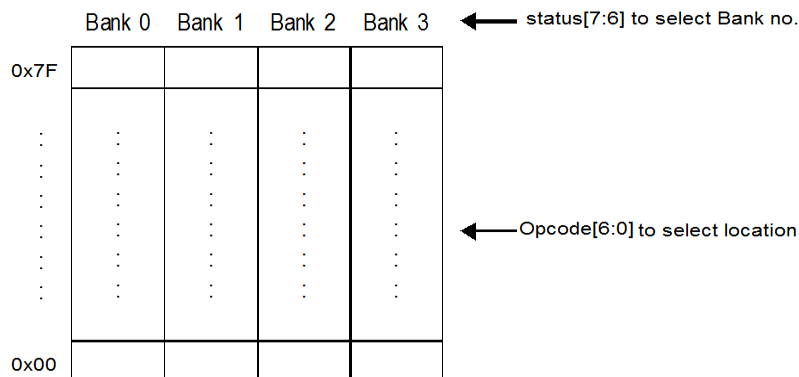 Bank 0 Bank 1 Bank 2 Bank 3 status[7:6] to select Bank no.
0x7F
Opcode[6:0] to select location
0x00